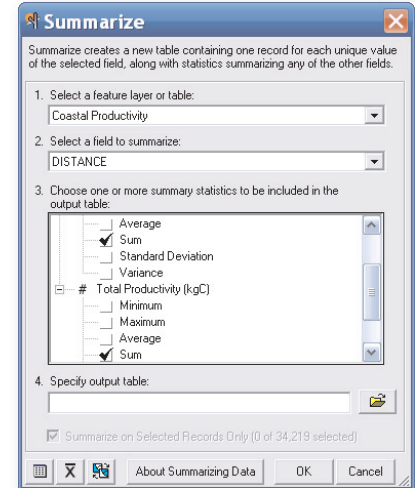 Summarize
Summarize creates a new table containing one record for each unique value
of the selected field, along with statistics summarizing any of the other fields.
1. Select a feature layer or table:
Coastal Productivity
2. Select a field to summarize:
DISTANCE
3. Choose one or more summary statistics to be included in the
output table:
Average
Sum
Standard Deviation
Variance
# Total Productivity (kgC)
Minimum
Maximum
Average
Sum
4. Specify output table:
Summarize on Selected Records Only (0 of 34,219 selected)
About Summarizing Data OK Cancel